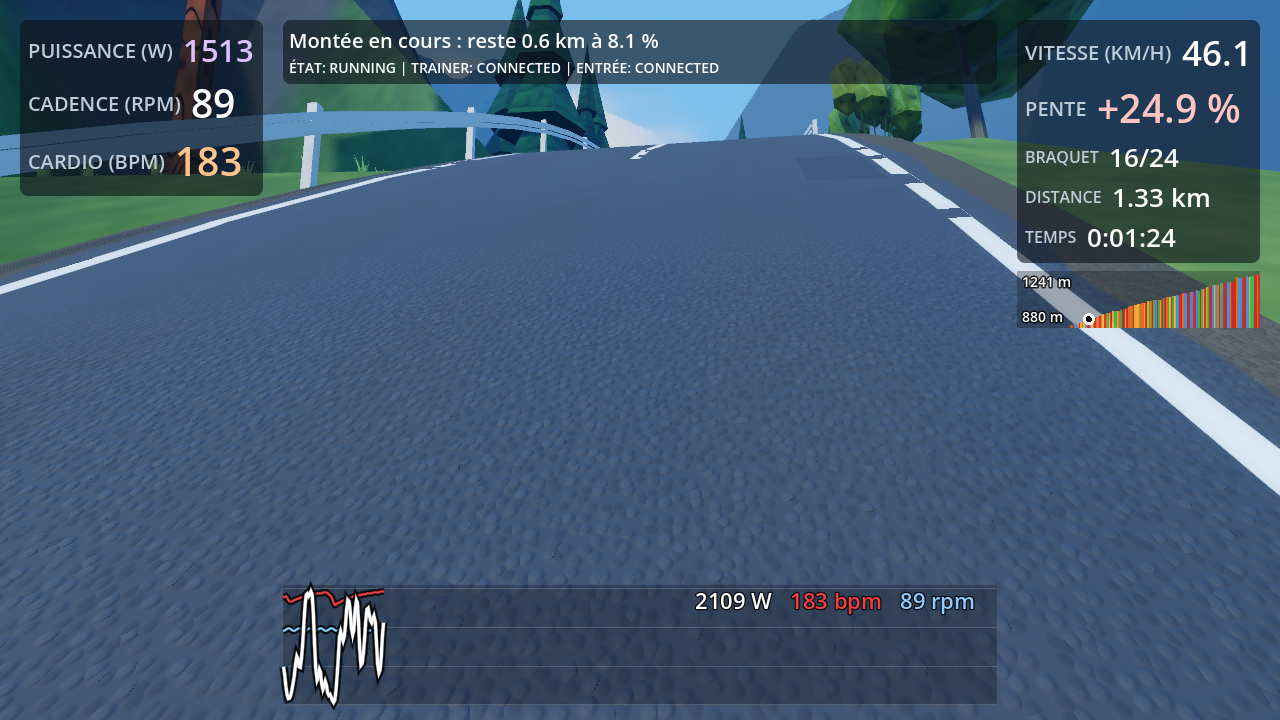 PUISSANCE (W) 1513
CADENCE (RPM) 89
CARDIO (BPM) 183
Montée en cours : reste 0.6 km à 8.1 %
ÉTAT: RUNNING | TRAINER: CONNECTED | ENTRÉE: CONNECTED
VITESSE (KM/H) 46.1
PENTE +24.9 %
BRAQUET 16/24
DISTANCE 1.33 km
TEMPS 0:01:24
1241 m
880 m
2109 W 183 bpm 89 rpm